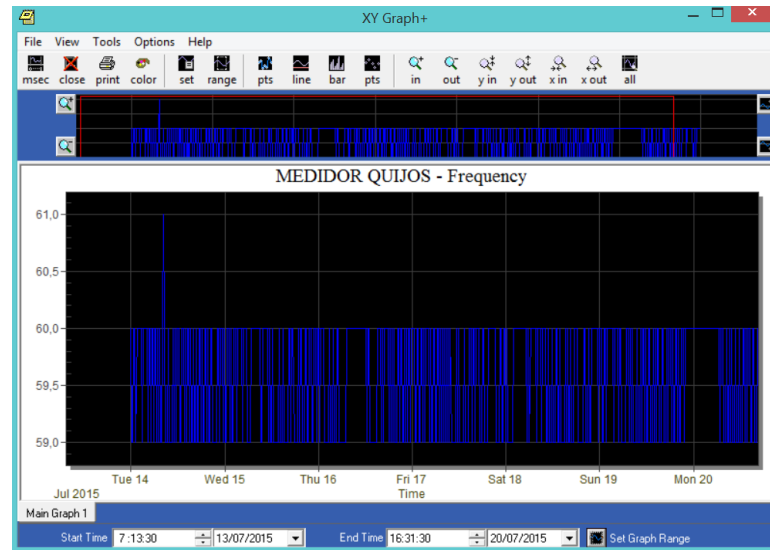 XY Graph+
File View Tools Options Help
msec close print color set range pts line bar pts in out y in y out x in x out all
MEDIDOR QUIJOS - Frequency
61,0
60,5
60,0
59,5
59,0
Tue 14 Wed 15 Thu 16 Fri 17 Sat 18 Sun 19 Mon 20
Jul 2015 Time
Main Graph 1
Start Time 7:13:30 13/07/2015 End Time 16:31:30 20/07/2015 Set Graph Range